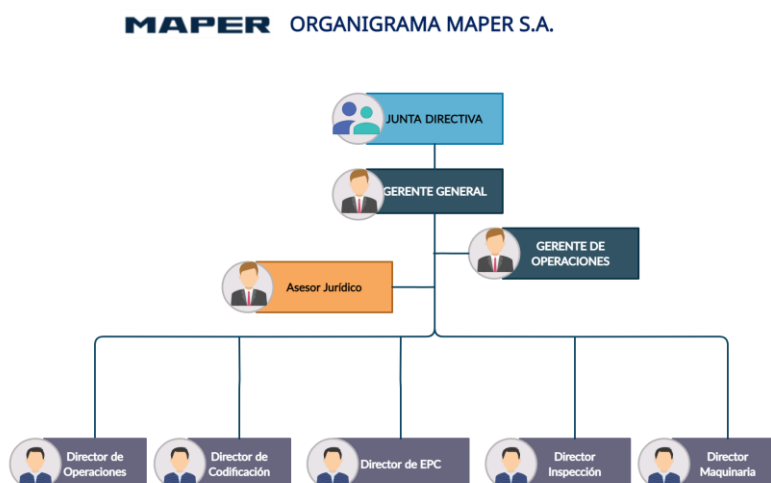 MAPER ORGANIGRAMA MAPER S.A.
JUNTA DIRECTIVA
GERENTE GENERAL
GERENTE DE
OPERACIONES
Asesor Jurídico
Director de
Operaciones
Director de
Codificación
Director de EPC
Director
Inspección
Director
Maquinaria